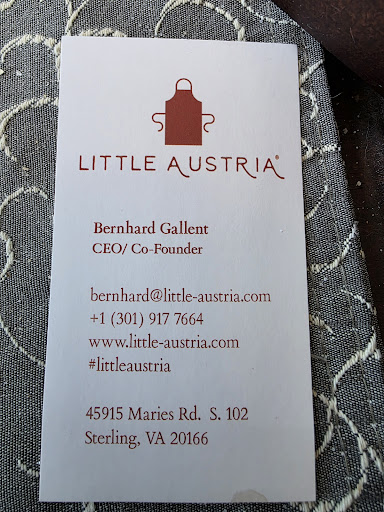 LITTLE AUSTRIA®
Bernhard Gallent
CEO/ Co-Founder
bernhard@little-austria.com
+1 (301) 917 7664
www.little-austria.com
#littleaustria
45915 Maries Rd. S. 102
Sterling, VA 20166